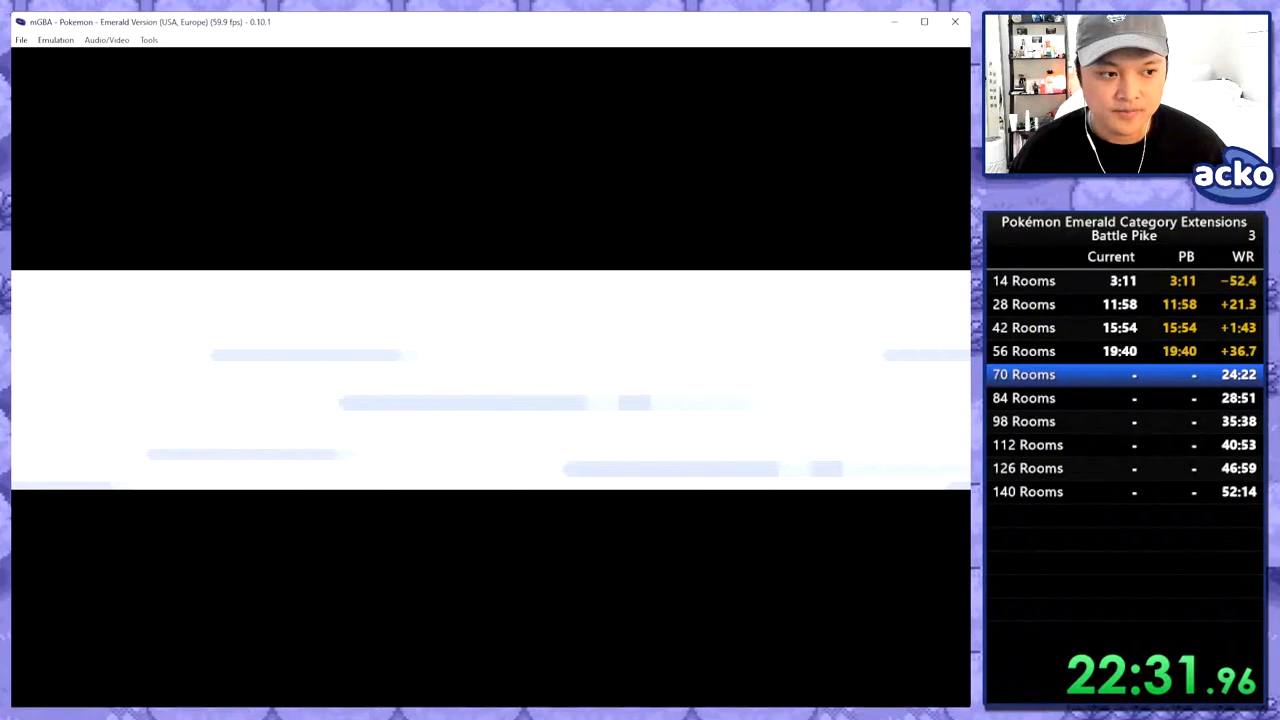 mGBA - Pokemon - Emerald Version (USA, Europe) (59.9 fps) - 0.10.1
File Emulation Audio/Video Tools
acko
Pokémon Emerald Category Extensions
Battle Pike 3
Current PB WR
14 Rooms 3:11 3:11 −52.4
28 Rooms 11:58 11:58 +21.3
42 Rooms 15:54 15:54 +1:43
56 Rooms 19:40 19:40 +36.7
70 Rooms - - 24:22
84 Rooms - - 28:51
98 Rooms - - 35:38
112 Rooms - - 40:53
126 Rooms - - 46:59
140 Rooms - - 52:14
22:31.96